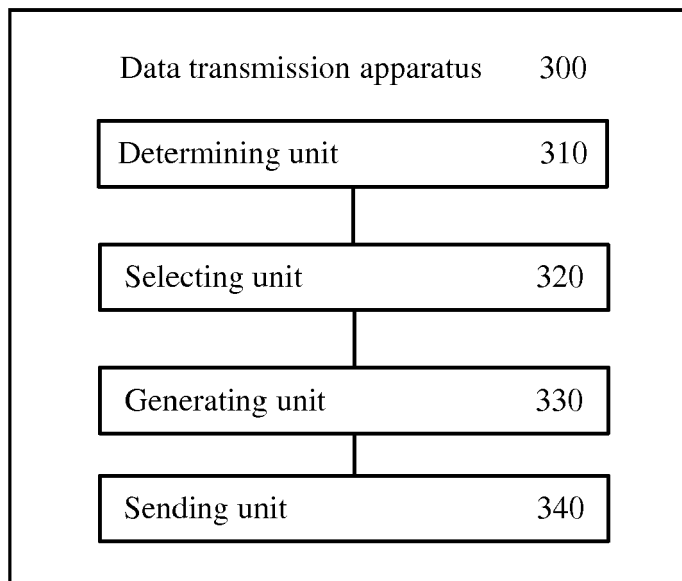 Data transmission apparatus 300
Determining unit 310
Selecting unit 320
Generating unit 330
Sending unit 340